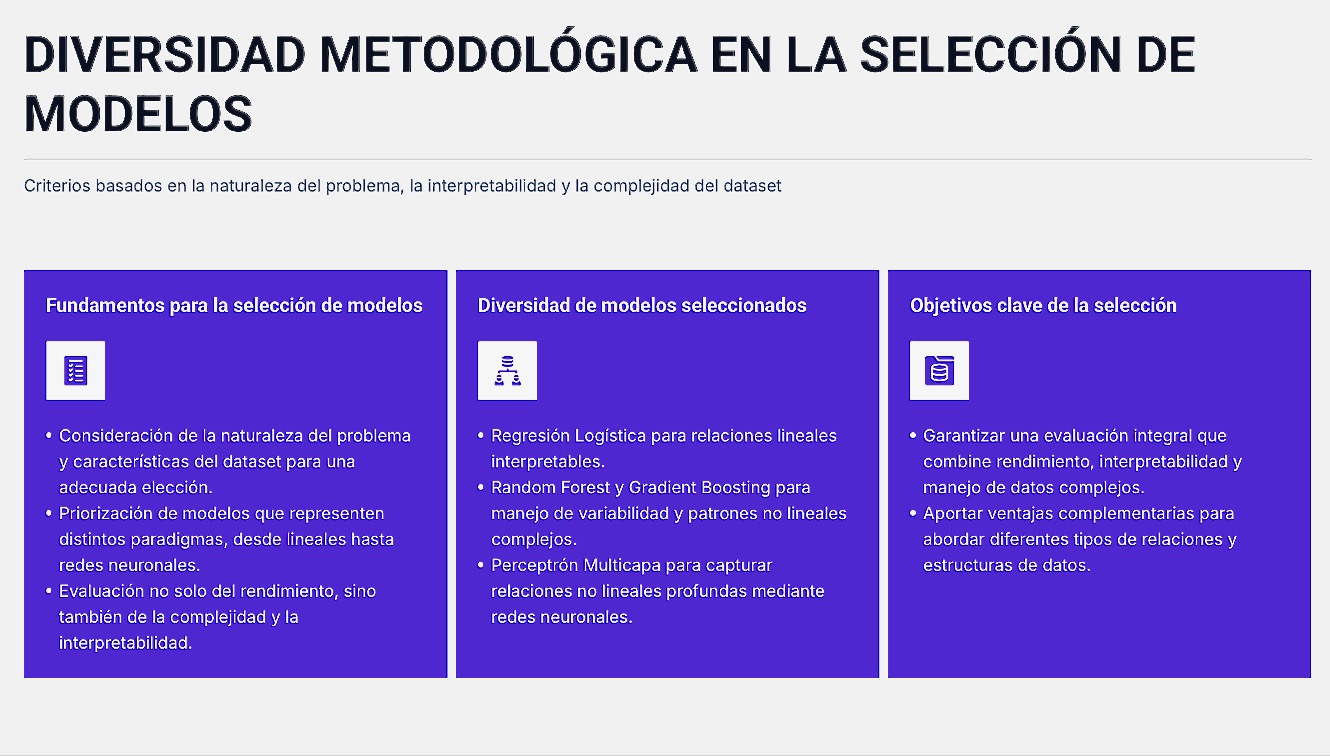 DIVERSIDAD METODOLÓGICA EN LA SELECCIÓN DE
MODELOS
Criterios basados en la naturaleza del problema, la interpretabilidad y la complejidad del dataset
Fundamentos para la selección de modelos
• Consideración de la naturaleza del problema
y características del dataset para una
adecuada elección.
• Priorización de modelos que representen
distintos paradigmas, desde lineales hasta
redes neuronales.
• Evaluación no solo del rendimiento, sino
también de la complejidad y la
interpretabilidad.
Diversidad de modelos seleccionados
• Regresión Logística para relaciones lineales
interpretables.
• Random Forest y Gradient Boosting para
manejo de variabilidad y patrones no lineales
complejos.
• Perceptrón Multicapa para capturar
relaciones no lineales profundas mediante
redes neuronales.
Objetivos clave de la selección
• Garantizar una evaluación integral que
combine rendimiento, interpretabilidad y
manejo de datos complejos.
• Aportar ventajas complementarias para
abordar diferentes tipos de relaciones y
estructuras de datos.